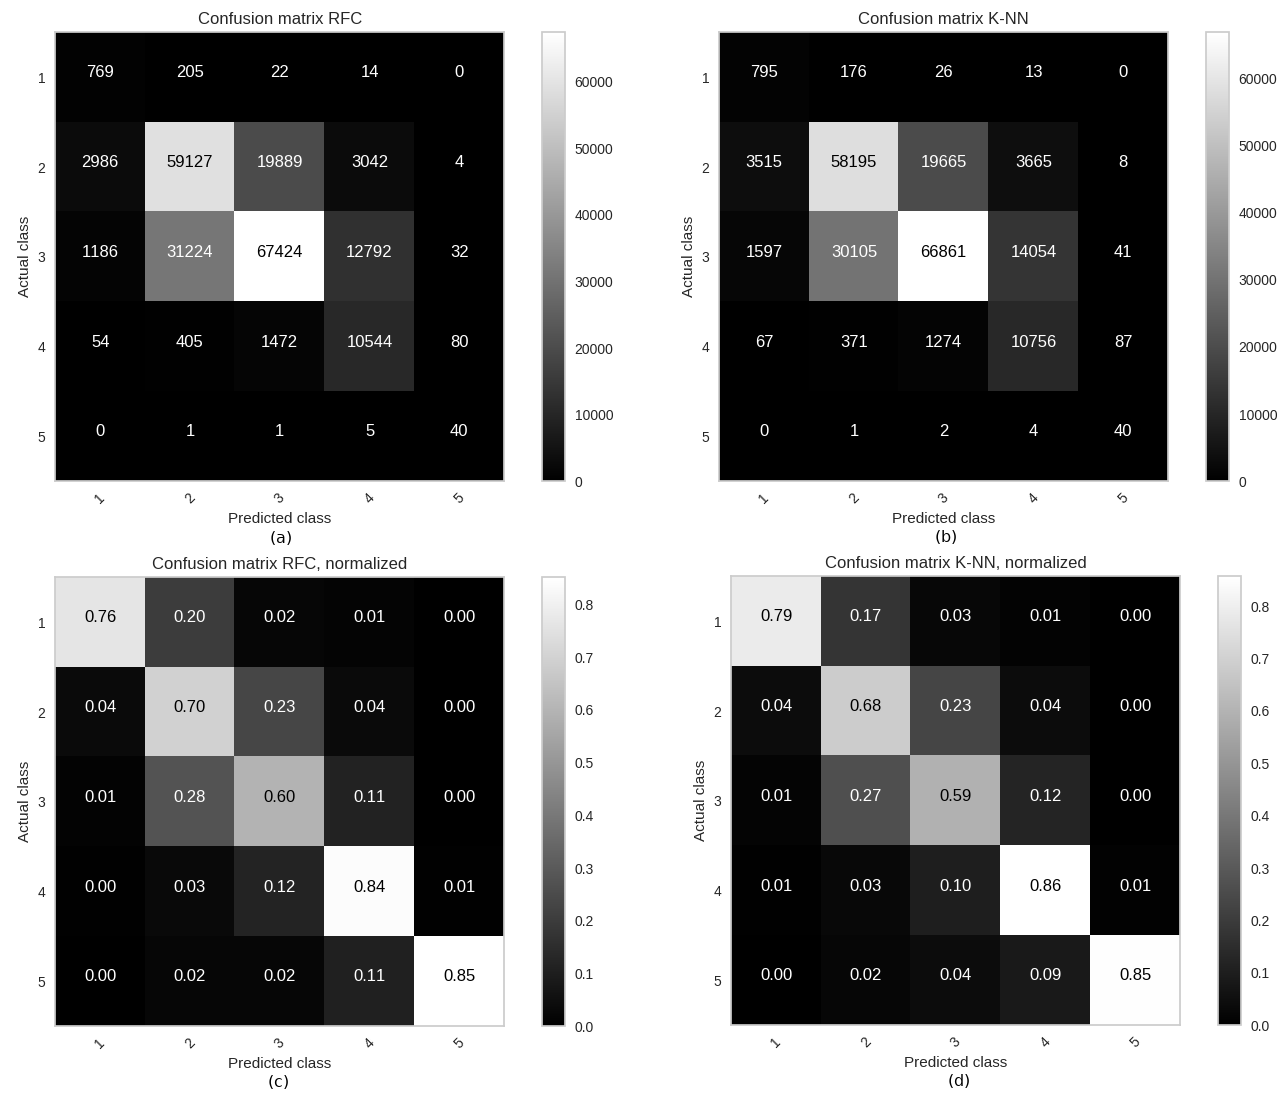 Confusion matrix RFC
1 769 205 22 14 0
2 2986 59127 19889 3042 4
3 1186 31224 67424 12792 32
4 54 405 1472 10544 80
5 0 1 1 5 40
1 2 3 4 5
Actual class
Predicted class
(a)
60000
50000
40000
30000
20000
10000
0
Confusion matrix K-NN
1 795 176 26 13 0
2 3515 58195 19665 3665 8
3 1597 30105 66861 14054 41
4 67 371 1274 10756 87
5 0 1 2 4 40
1 2 3 4 5
Actual class
Predicted class
(b)
60000
50000
40000
30000
20000
10000
0
Confusion matrix RFC, normalized
1 0.76 0.20 0.02 0.01 0.00
2 0.04 0.70 0.23 0.04 0.00
3 0.01 0.28 0.60 0.11 0.00
4 0.00 0.03 0.12 0.84 0.01
5 0.00 0.02 0.02 0.11 0.85
1 2 3 4 5
Actual class
Predicted class
(c)
0.8
0.7
0.6
0.5
0.4
0.3
0.2
0.1
0.0
Confusion matrix K-NN, normalized
1 0.79 0.17 0.03 0.01 0.00
2 0.04 0.68 0.23 0.04 0.00
3 0.01 0.27 0.59 0.12 0.00
4 0.01 0.03 0.10 0.86 0.01
5 0.00 0.02 0.04 0.09 0.85
1 2 3 4 5
Actual class
Predicted class
(d)
0.8
0.7
0.6
0.5
0.4
0.3
0.2
0.1
0.0